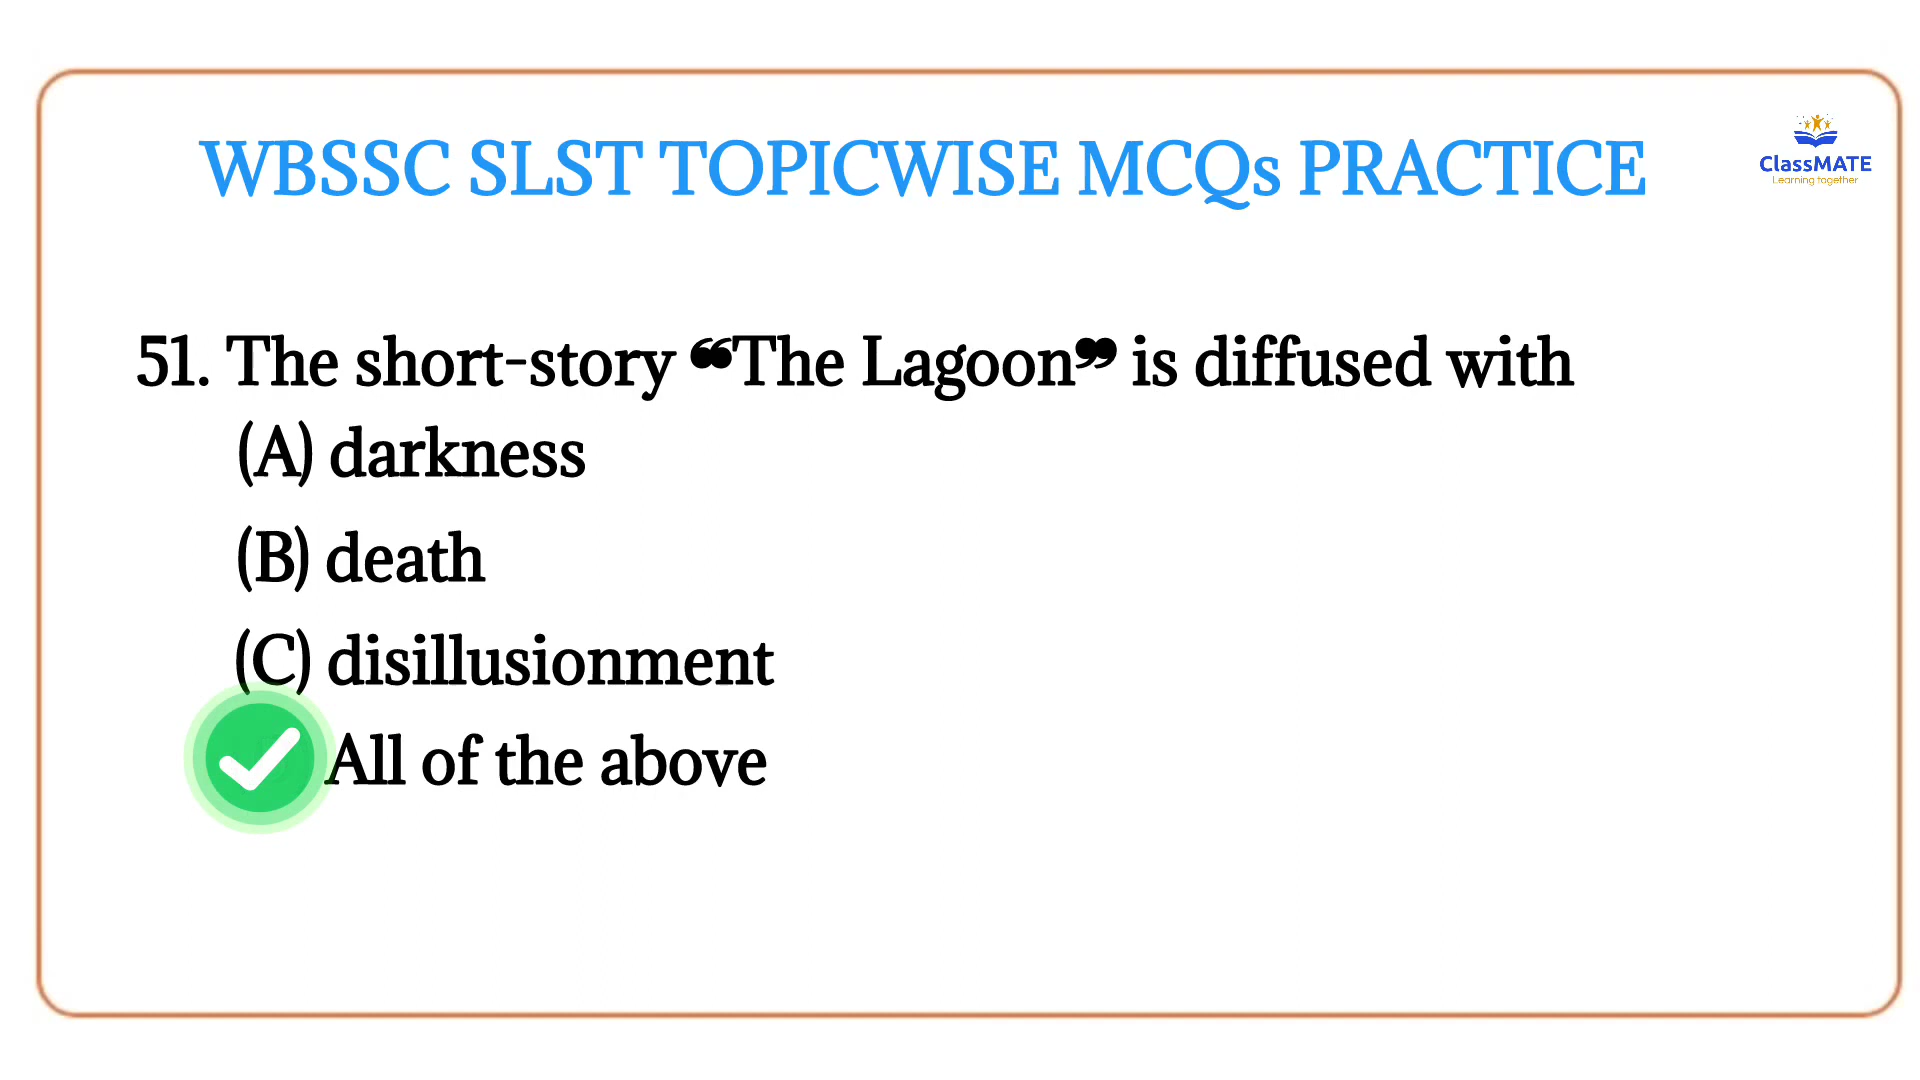 WBSSC SLST TOPICWISE MCQs PRACTICE
ClassMATE
Learning together
51. The short-story ❝The Lagoon❞ is diffused with
(A) darkness
(B) death
(C) disillusionment
All of the above